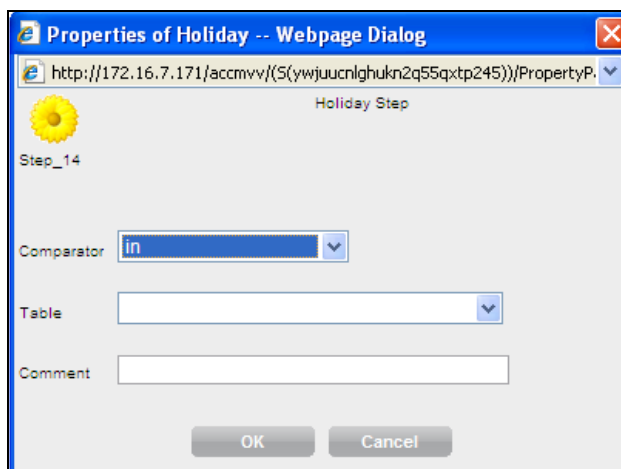 Properties of Holiday -- Webpage Dialog
http://172.16.7.171/accmvv/(S(ywjuucnlghukn2q55qxtp245))/PropertyP.
Holiday Step
Step_14
Comparator in
Table
Comment
OK Cancel